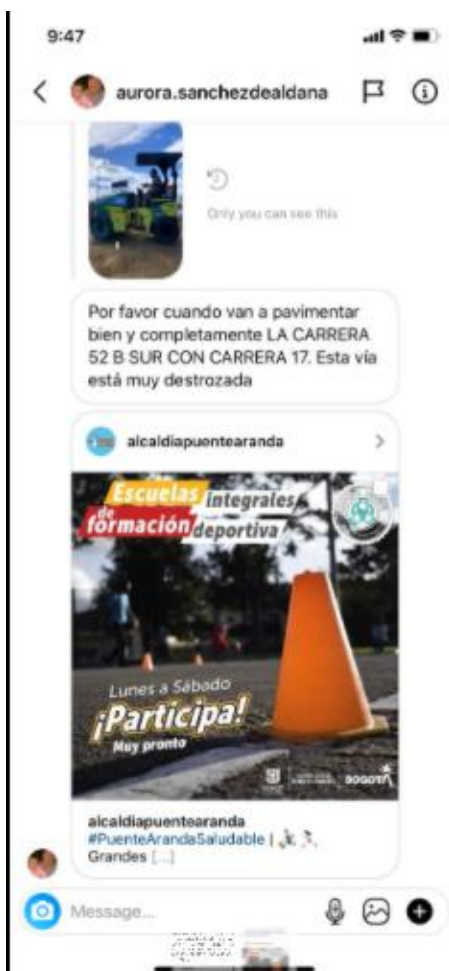 9:47
aurora.sanchezdealdana
Only you can see this
Por favor cuando van a pavimentar
bien y completamente LA CARRERA
52 B SUR CON CARRERA 17. Esta vía
está muy destrozada
alcaldiapuentearanda
Escuelas integrales
de
formación deportiva
Lunes a Sábado
¡Participa!
Muy pronto
BOGOTÁ
alcaldiapuentearanda
#PuenteArandaSaludable |
Grandes [...]
Message...